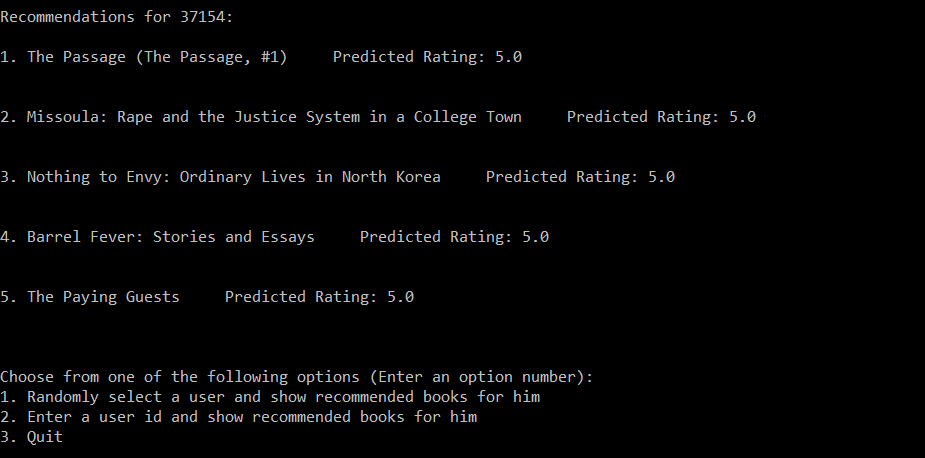 Recommendations for 37154:
1. The Passage (The Passage, #1)     Predicted Rating: 5.0
2. Missoula: Rape and the Justice System in a College Town     Predicted Rating: 5.0
3. Nothing to Envy: Ordinary Lives in North Korea     Predicted Rating: 5.0
4. Barrel Fever: Stories and Essays     Predicted Rating: 5.0
5. The Paying Guests     Predicted Rating: 5.0
Choose from one of the following options (Enter an option number):
1. Randomly select a user and show recommended books for him
2. Enter a user id and show recommended books for him
3. Quit